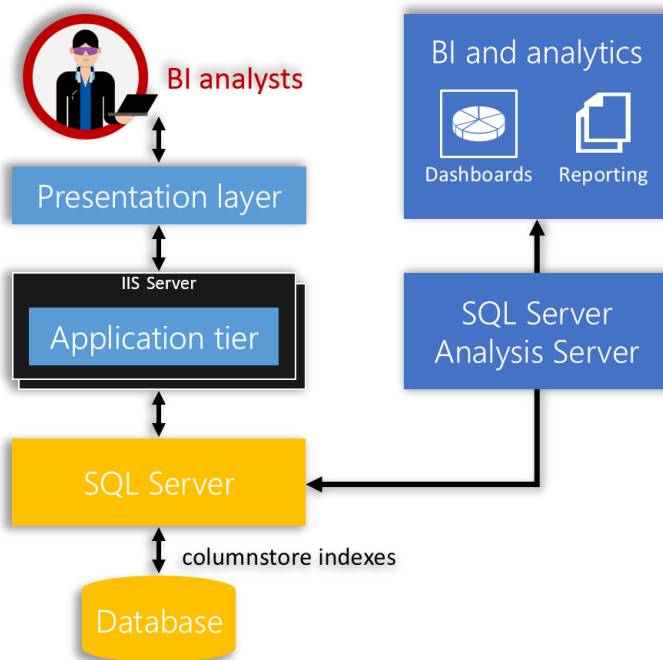 BI analysts
Presentation layer
IIS Server
Application tier
SQL Server
columnstore indexes
Database
BI and analytics
Dashboards
Reporting
SQL Server
Analysis Server